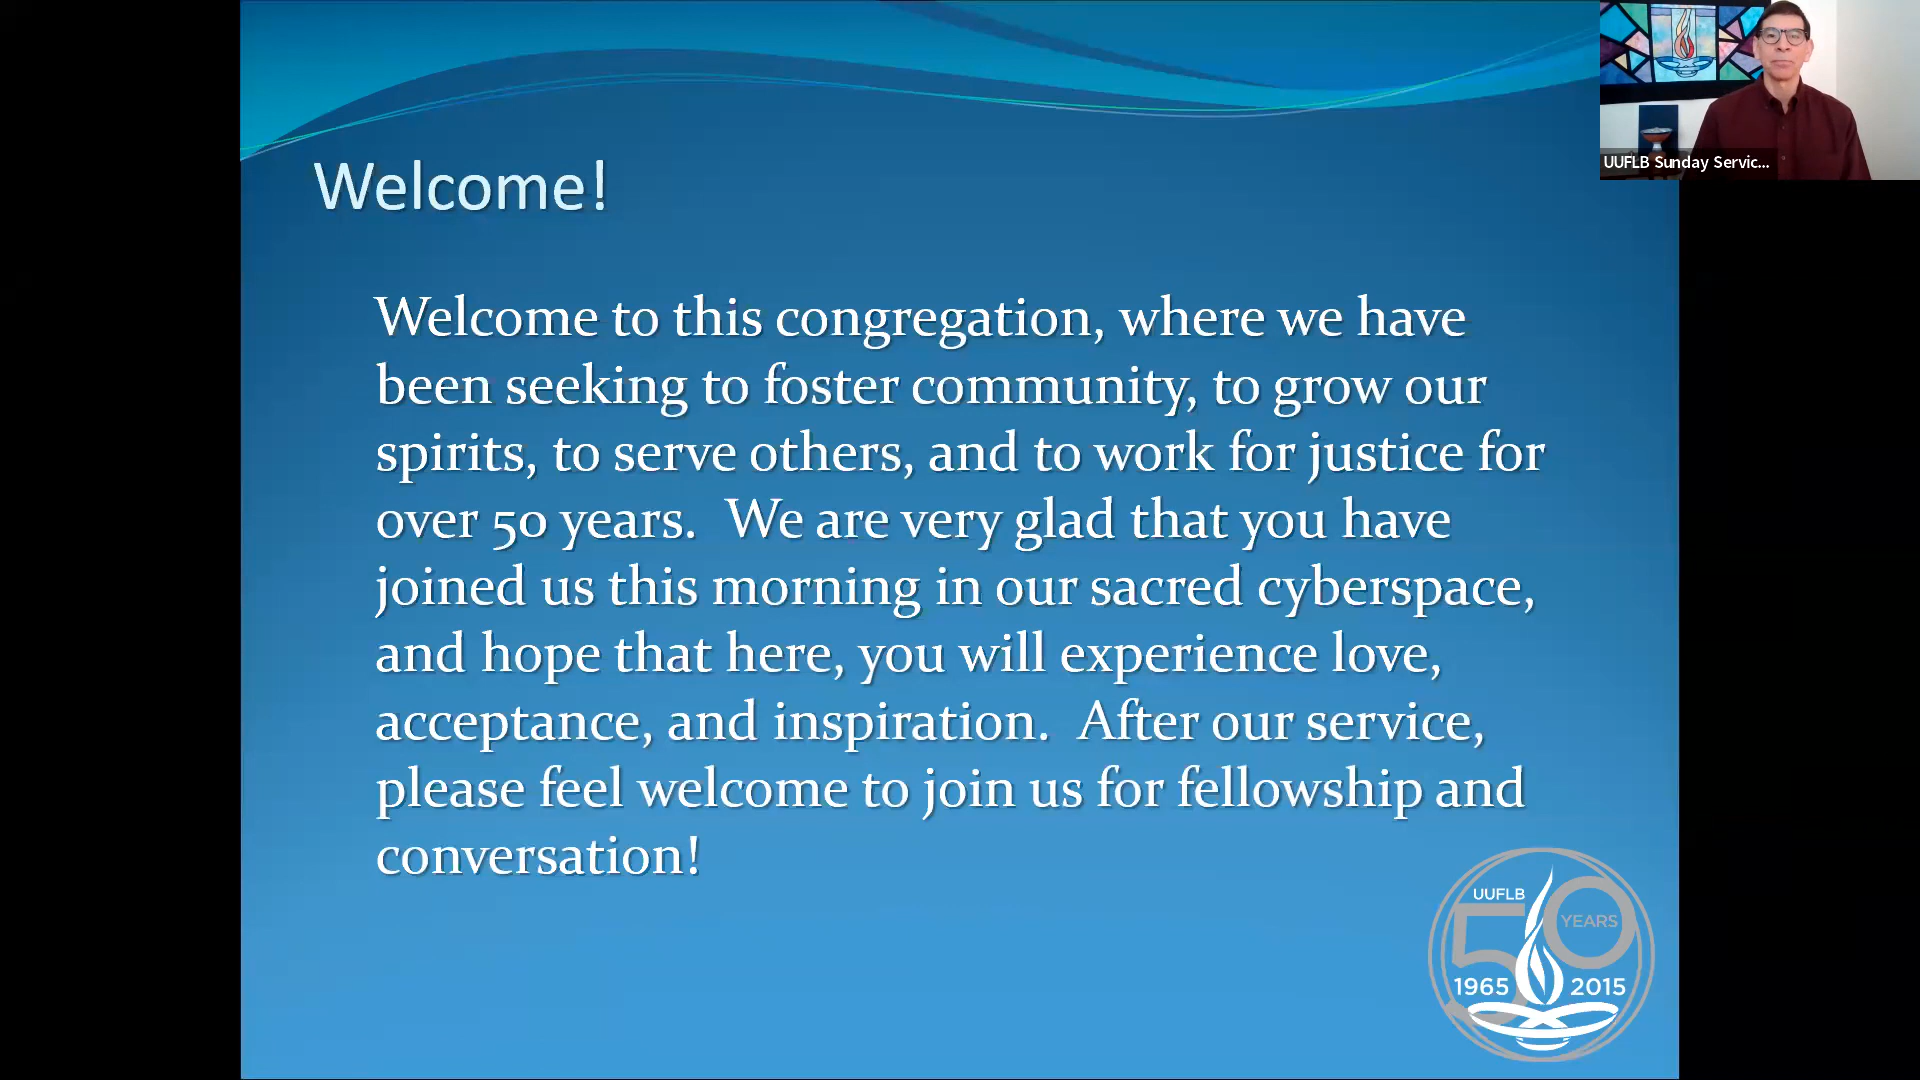 UUFLB Sunday Servic...
Welcome!
Welcome to this congregation, where we have
been seeking to foster community, to grow our
spirits, to serve others, and to work for justice for
over 50 years.  We are very glad that you have
joined us this morning in our sacred cyberspace,
and hope that here, you will experience love,
acceptance, and inspiration.  After our service,
please feel welcome to join us for fellowship and
conversation!
UUFLB
50
YEARS
1965 2015